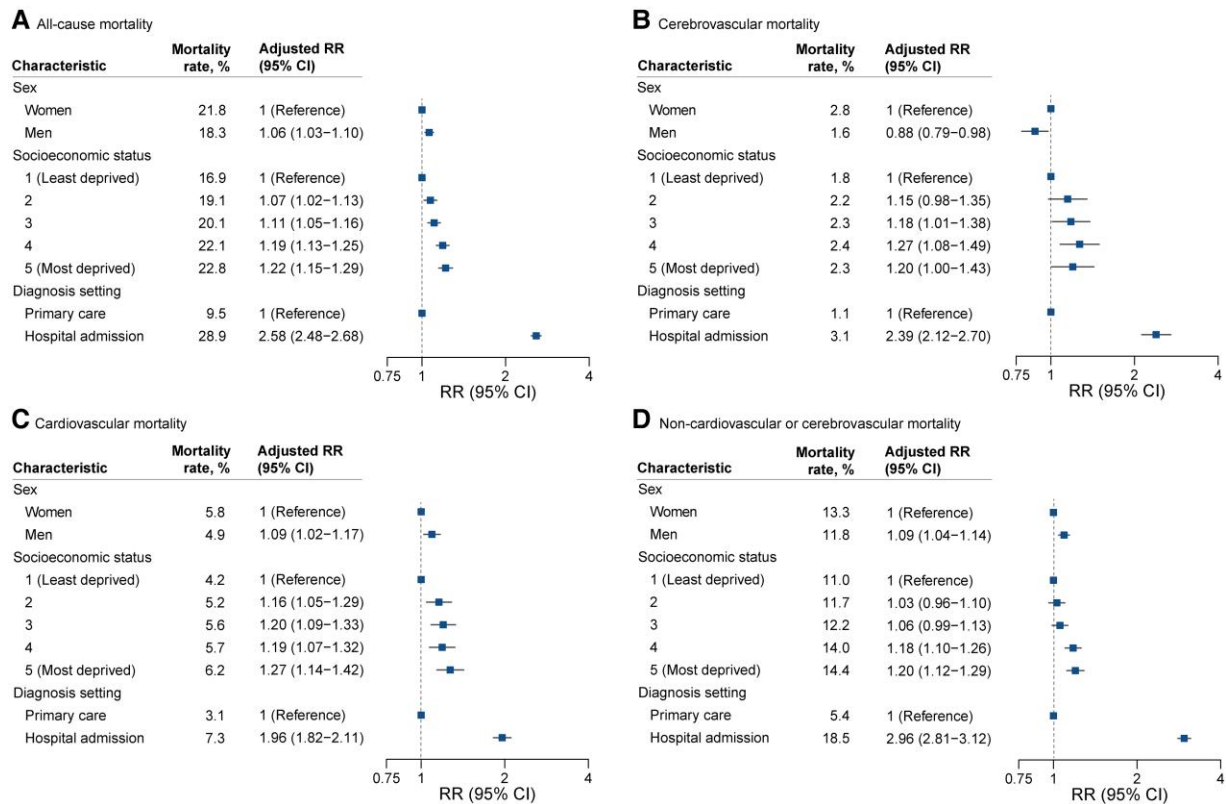 A All-cause mortality
Characteristic Mortality rate, % Adjusted RR (95% CI)
Sex
Women 21.8 1 (Reference)
Men 18.3 1.06 (1.03−1.10)
Socioeconomic status
1 (Least deprived) 16.9 1 (Reference)
2 19.1 1.07 (1.02−1.13)
3 20.1 1.11 (1.05−1.16)
4 22.1 1.19 (1.13−1.25)
5 (Most deprived) 22.8 1.22 (1.15−1.29)
Diagnosis setting
Primary care 9.5 1 (Reference)
Hospital admission 28.9 2.58 (2.48−2.68)
0.75 1 2 4
RR (95% CI)
B Cerebrovascular mortality
Characteristic Mortality rate, % Adjusted RR (95% CI)
Sex
Women 2.8 1 (Reference)
Men 1.6 0.88 (0.79−0.98)
Socioeconomic status
1 (Least deprived) 1.8 1 (Reference)
2 2.2 1.15 (0.98−1.35)
3 2.3 1.18 (1.01−1.38)
4 2.4 1.27 (1.08−1.49)
5 (Most deprived) 2.3 1.20 (1.00−1.43)
Diagnosis setting
Primary care 1.1 1 (Reference)
Hospital admission 3.1 2.39 (2.12−2.70)
0.75 1 2 4
RR (95% CI)
C Cardiovascular mortality
Characteristic Mortality rate, % Adjusted RR (95% CI)
Sex
Women 5.8 1 (Reference)
Men 4.9 1.09 (1.02−1.17)
Socioeconomic status
1 (Least deprived) 4.2 1 (Reference)
2 5.2 1.16 (1.05−1.29)
3 5.6 1.20 (1.09−1.33)
4 5.7 1.19 (1.07−1.32)
5 (Most deprived) 6.2 1.27 (1.14−1.42)
Diagnosis setting
Primary care 3.1 1 (Reference)
Hospital admission 7.3 1.96 (1.82−2.11)
0.75 1 2 4
RR (95% CI)
D Non-cardiovascular or cerebrovascular mortality
Characteristic Mortality rate, % Adjusted RR (95% CI)
Sex
Women 13.3 1 (Reference)
Men 11.8 1.09 (1.04−1.14)
Socioeconomic status
1 (Least deprived) 11.0 1 (Reference)
2 11.7 1.03 (0.96−1.10)
3 12.2 1.06 (0.99−1.13)
4 14.0 1.18 (1.10−1.26)
5 (Most deprived) 14.4 1.20 (1.12−1.29)
Diagnosis setting
Primary care 5.4 1 (Reference)
Hospital admission 18.5 2.96 (2.81−3.12)
0.75 1 2 4
RR (95% CI)